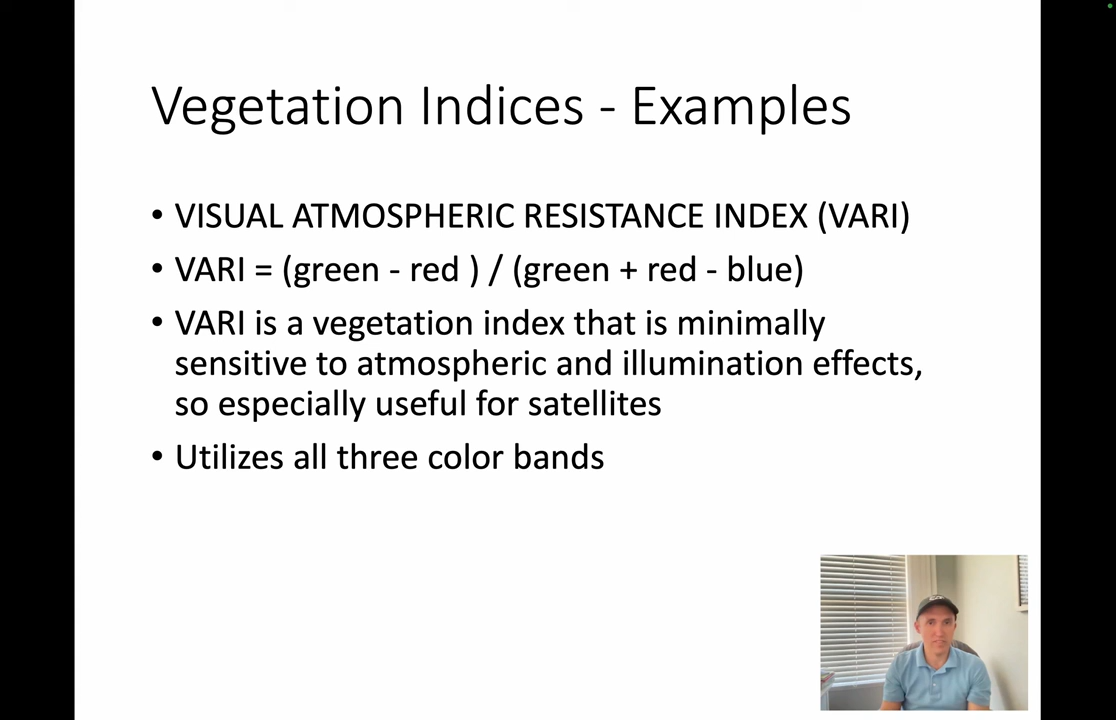 Vegetation Indices - Examples
• VISUAL ATMOSPHERIC RESISTANCE INDEX (VARI)
• VARI = (green - red ) / (green + red - blue)
• VARI is a vegetation index that is minimally
sensitive to atmospheric and illumination effects,
so especially useful for satellites
• Utilizes all three color bands